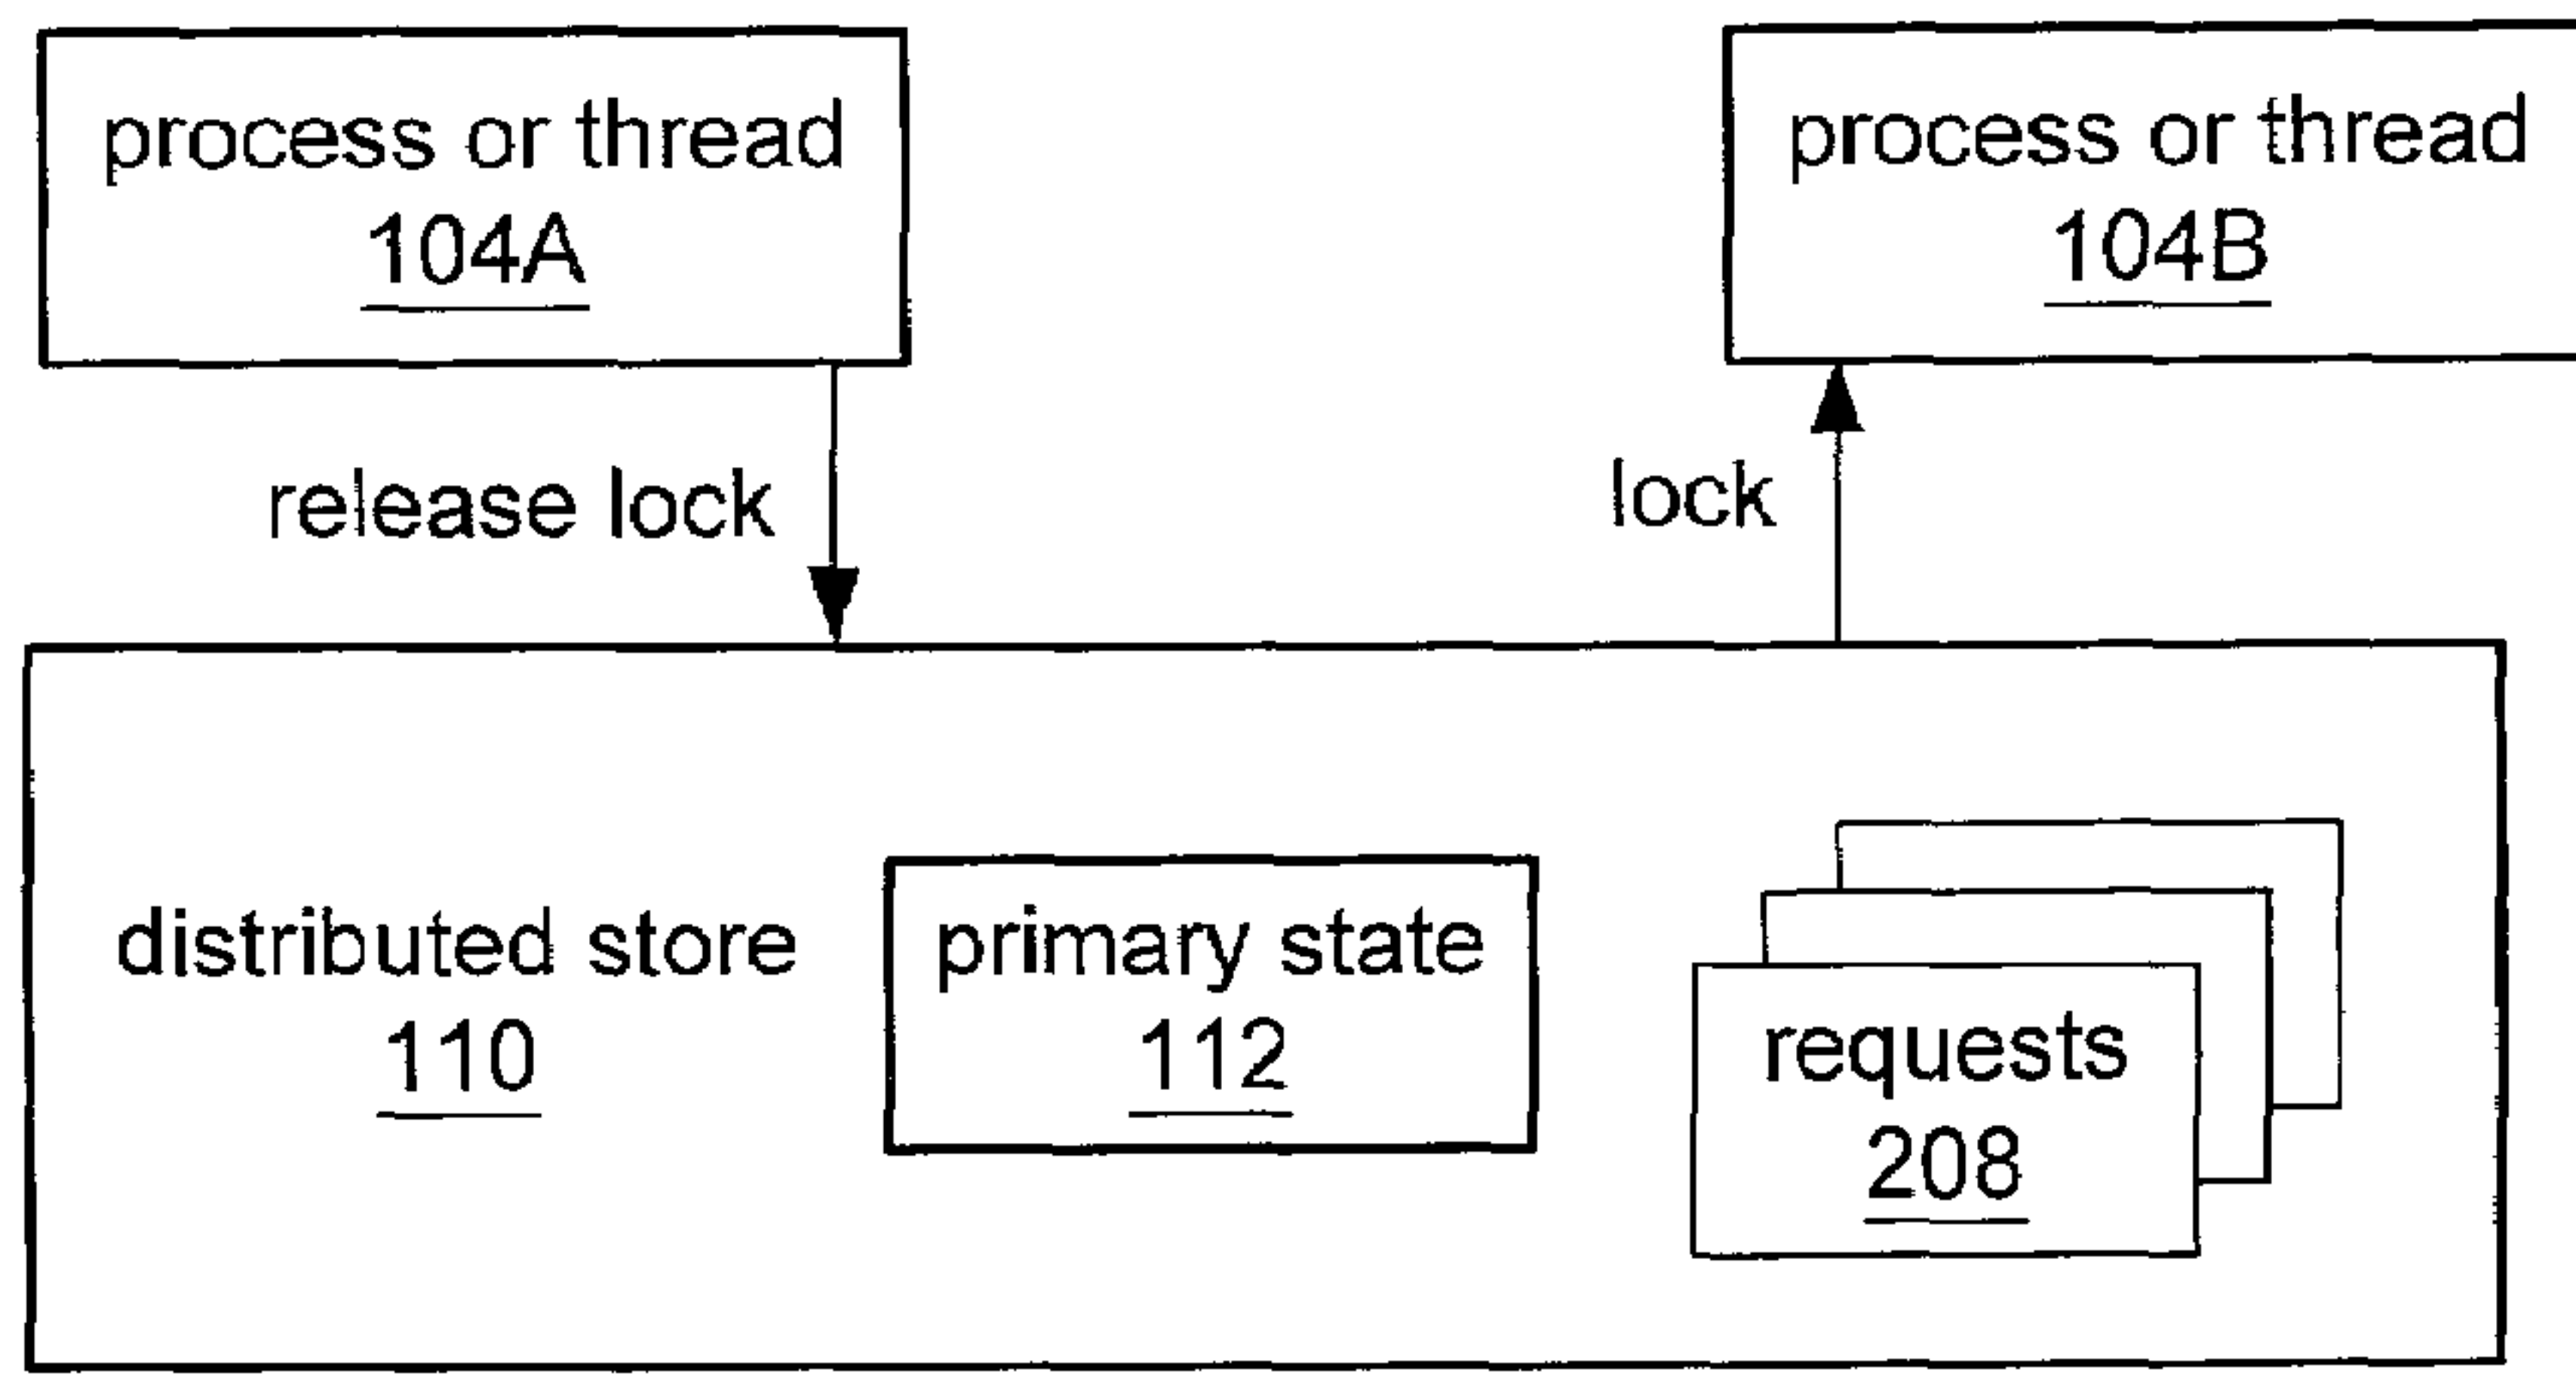 process or thread
104A
process or thread
104B
release lock
lock
distributed store
110
primary state
112
requests
208